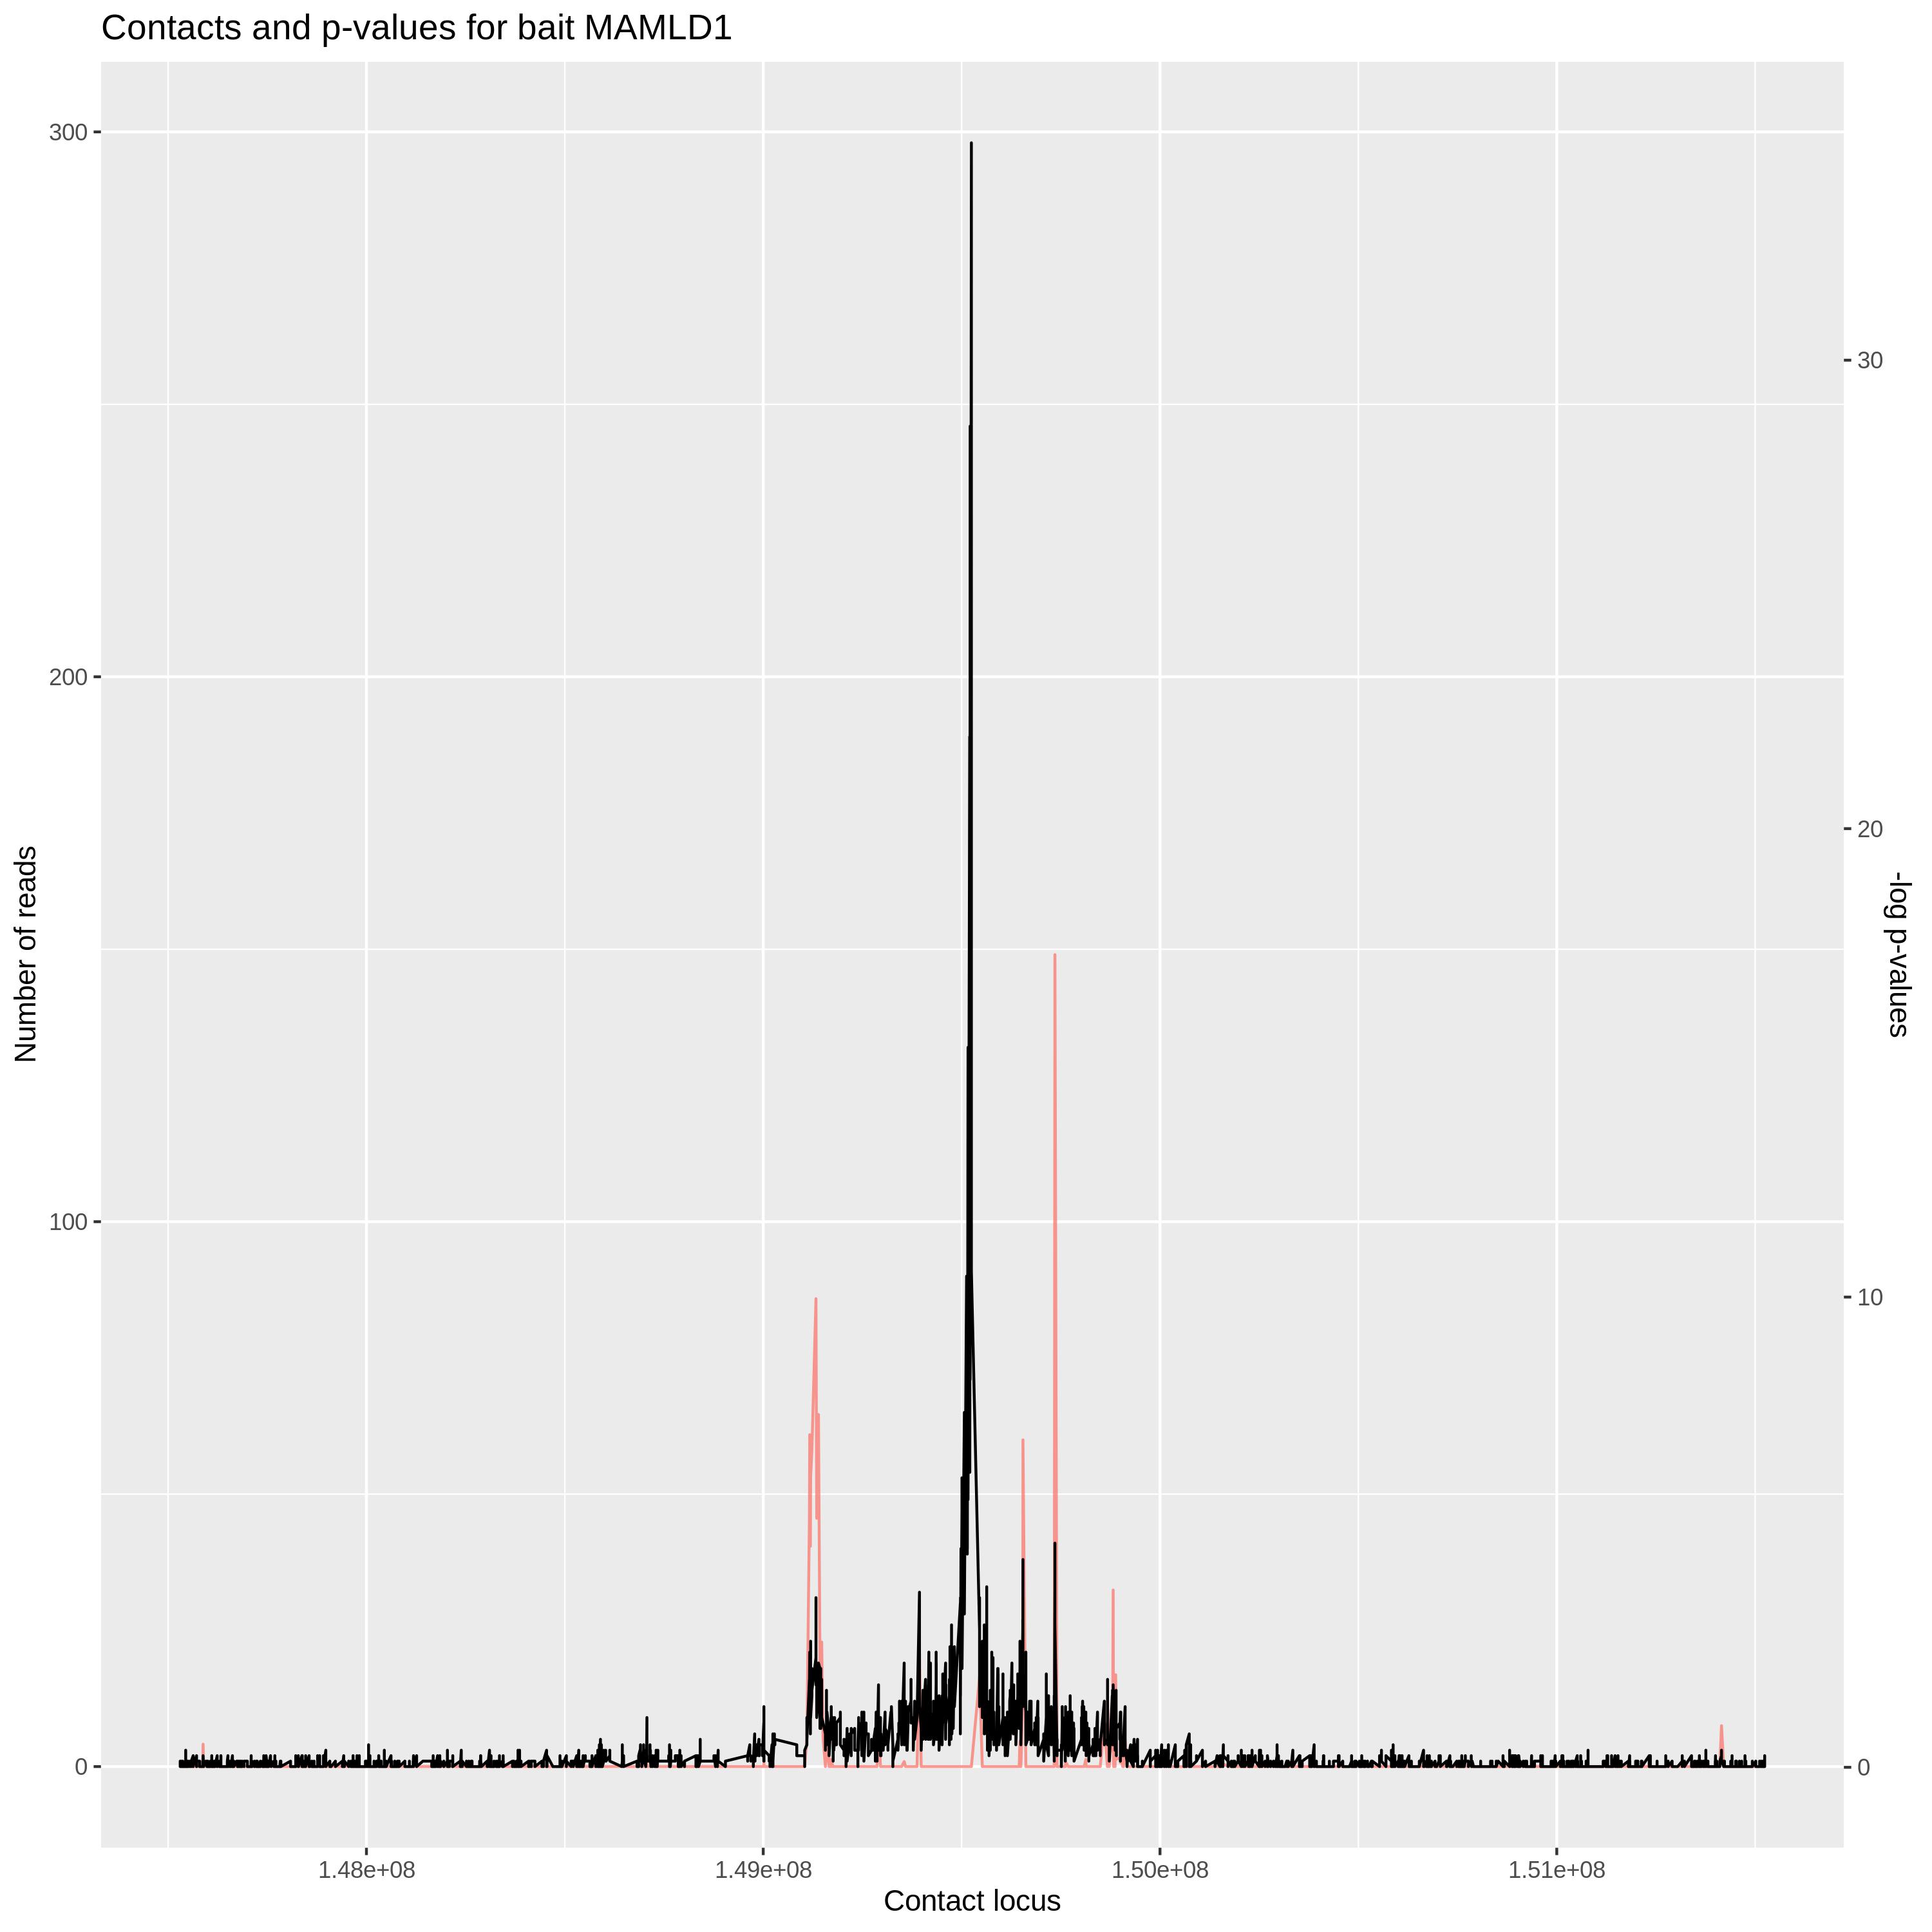 Contacts and p-values for bait MAMLD1
300
200
100
0
Number of reads
30
20
10
0
-log p-values
1.48e+08
1.49e+08
1.50e+08
1.51e+08
Contact locus